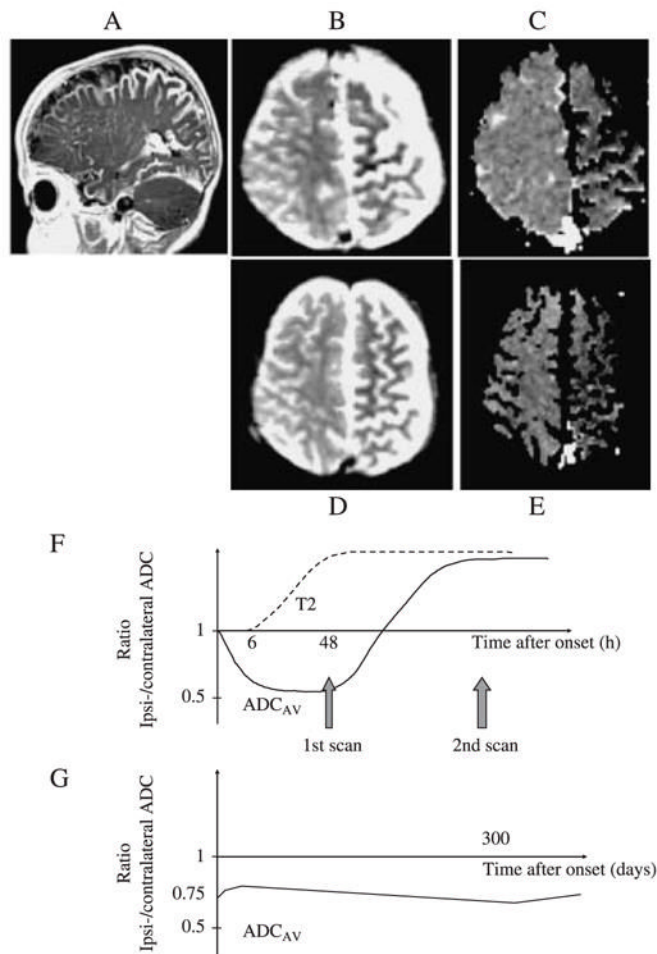 A B C
D E
F
Ratio
Ipsi-/contralateral ADC
T2
1
6 48 Time after onset (h)
0.5
ADCAV
1st scan 2nd scan
G
Ratio
Ipsi-/contralateral ADC
300
1
Time after onset (days)
0.75
0.5
ADCAV